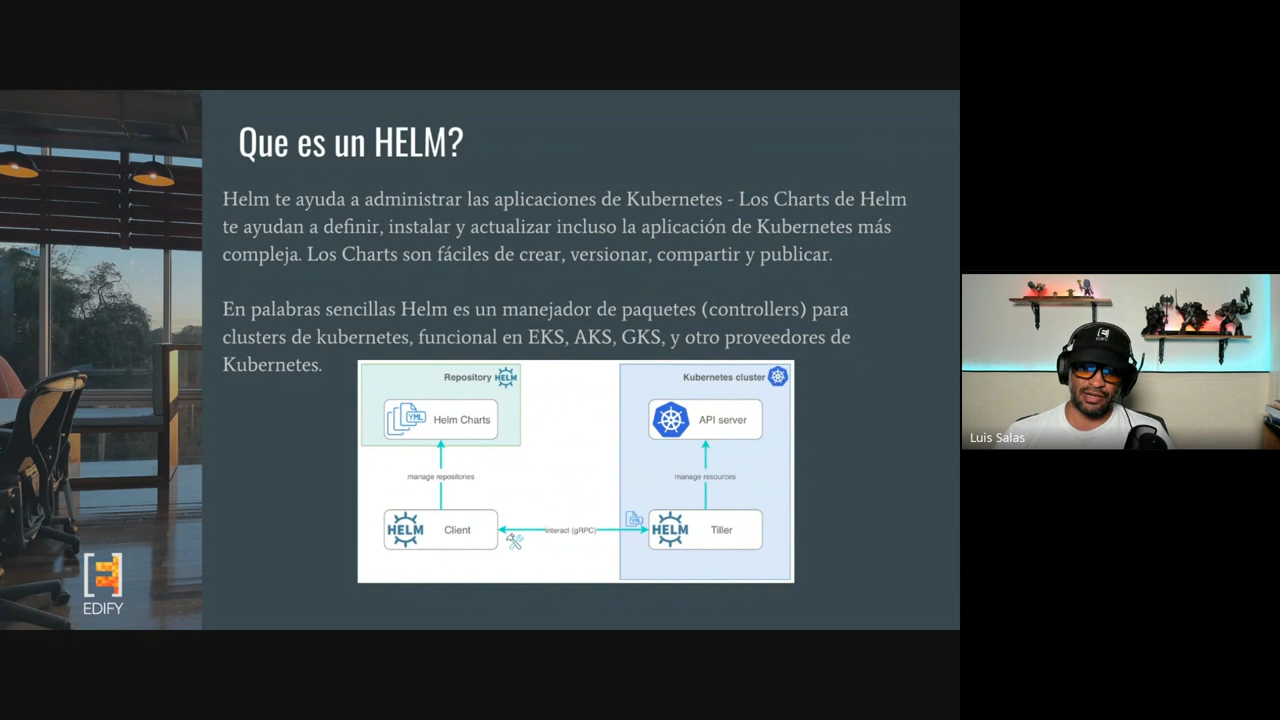 Que es un HELM?
Helm te ayuda a administrar las aplicaciones de Kubernetes - Los Charts de Helm
te ayudan a definir, instalar y actualizar incluso la aplicación de Kubernetes más
compleja. Los Charts son fáciles de crear, versionar, compartir y publicar.
En palabras sencillas Helm es un manejador de paquetes (controllers) para
clusters de kubernetes, funcional en EKS, AKS, GKS, y otro proveedores de
Kubernetes.
Repository HELM
Kubernetes cluster
YML Helm Charts
API server
manage repositories
manage resources
HELM Client
interact (gRPC)
YML
HELM Tiller
EDIFY
Luis Salas